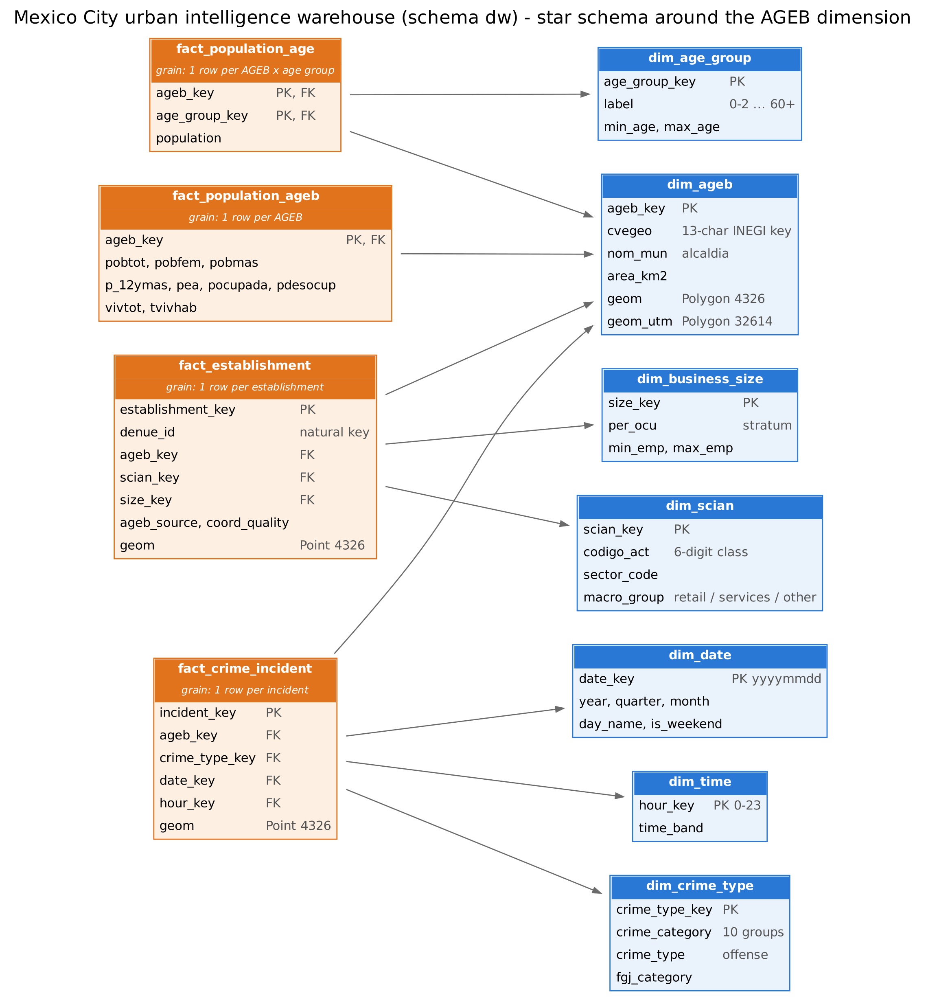 Mexico City urban intelligence warehouse (schema dw) - star schema around the AGEB dimension
fact_population_age
grain: 1 row per AGEB x age group
ageb_key PK, FK
age_group_key PK, FK
population
fact_population_ageb
grain: 1 row per AGEB
ageb_key PK, FK
pobtot, pobfem, pobmas
p_12ymas, pea, pocupada, pdesocup
vivtot, tvivhab
fact_establishment
grain: 1 row per establishment
establishment_key PK
denue_id natural key
ageb_key FK
scian_key FK
size_key FK
ageb_source, coord_quality
geom Point 4326
fact_crime_incident
grain: 1 row per incident
incident_key PK
ageb_key FK
crime_type_key FK
date_key FK
hour_key FK
geom Point 4326
dim_age_group
age_group_key PK
label 0-2 ... 60+
min_age, max_age
dim_ageb
ageb_key PK
cvegeo 13-char INEGI key
nom_mun alcaldia
area_km2
geom Polygon 4326
geom_utm Polygon 32614
dim_business_size
size_key PK
per_ocu stratum
min_emp, max_emp
dim_scian
scian_key PK
codigo_act 6-digit class
sector_code
macro_group retail / services / other
dim_date
date_key PK yyyymmdd
year, quarter, month
day_name, is_weekend
dim_time
hour_key PK 0-23
time_band
dim_crime_type
crime_type_key PK
crime_category 10 groups
crime_type offense
fgj_category